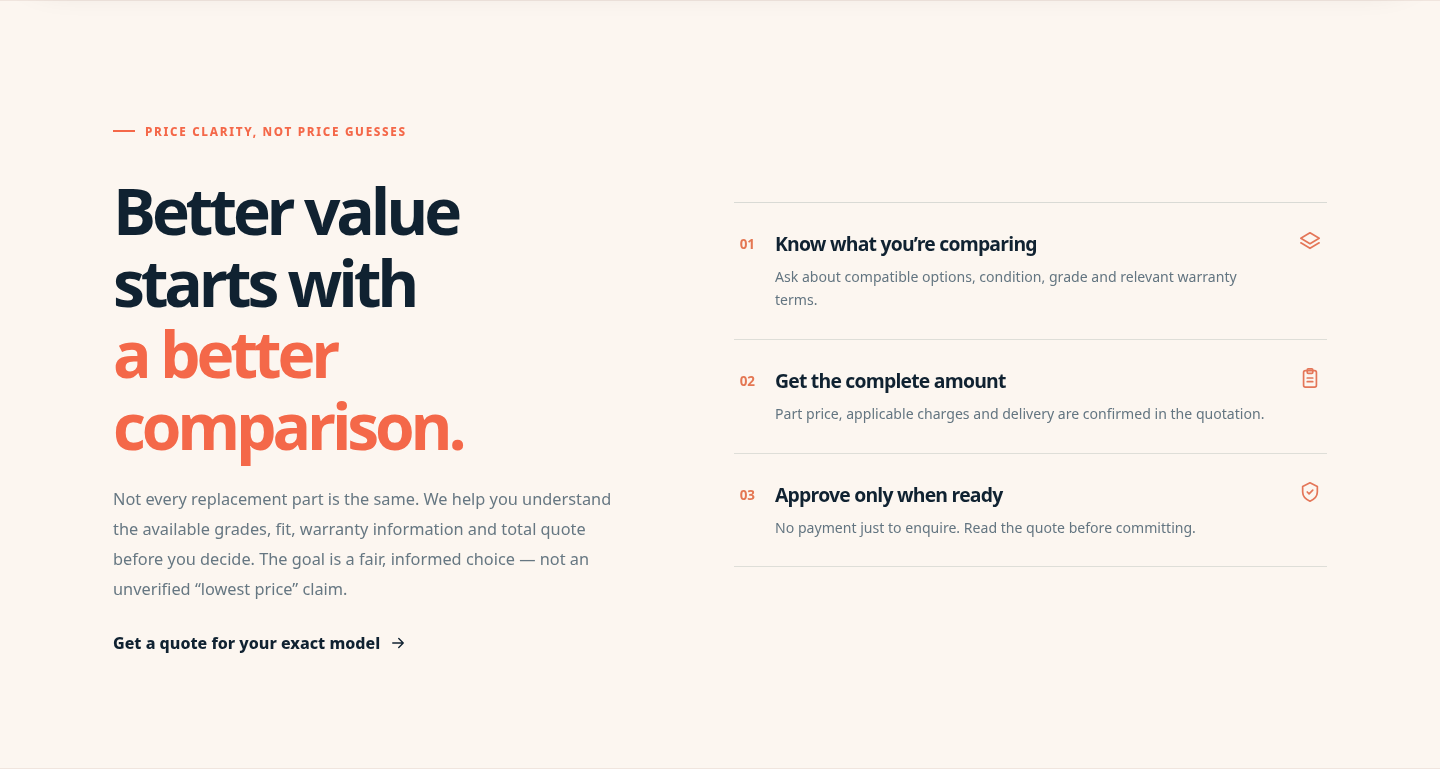 PRICE CLARITY, NOT PRICE GUESSES
Better value
starts with
a better
comparison.
Not every replacement part is the same. We help you understand
the available grades, fit, warranty information and total quote
before you decide. The goal is a fair, informed choice — not an
unverified “lowest price” claim.
Get a quote for your exact model →
01 Know what you’re comparing
Ask about compatible options, condition, grade and relevant warranty
terms.
02 Get the complete amount
Part price, applicable charges and delivery are confirmed in the quotation.
03 Approve only when ready
No payment just to enquire. Read the quote before committing.